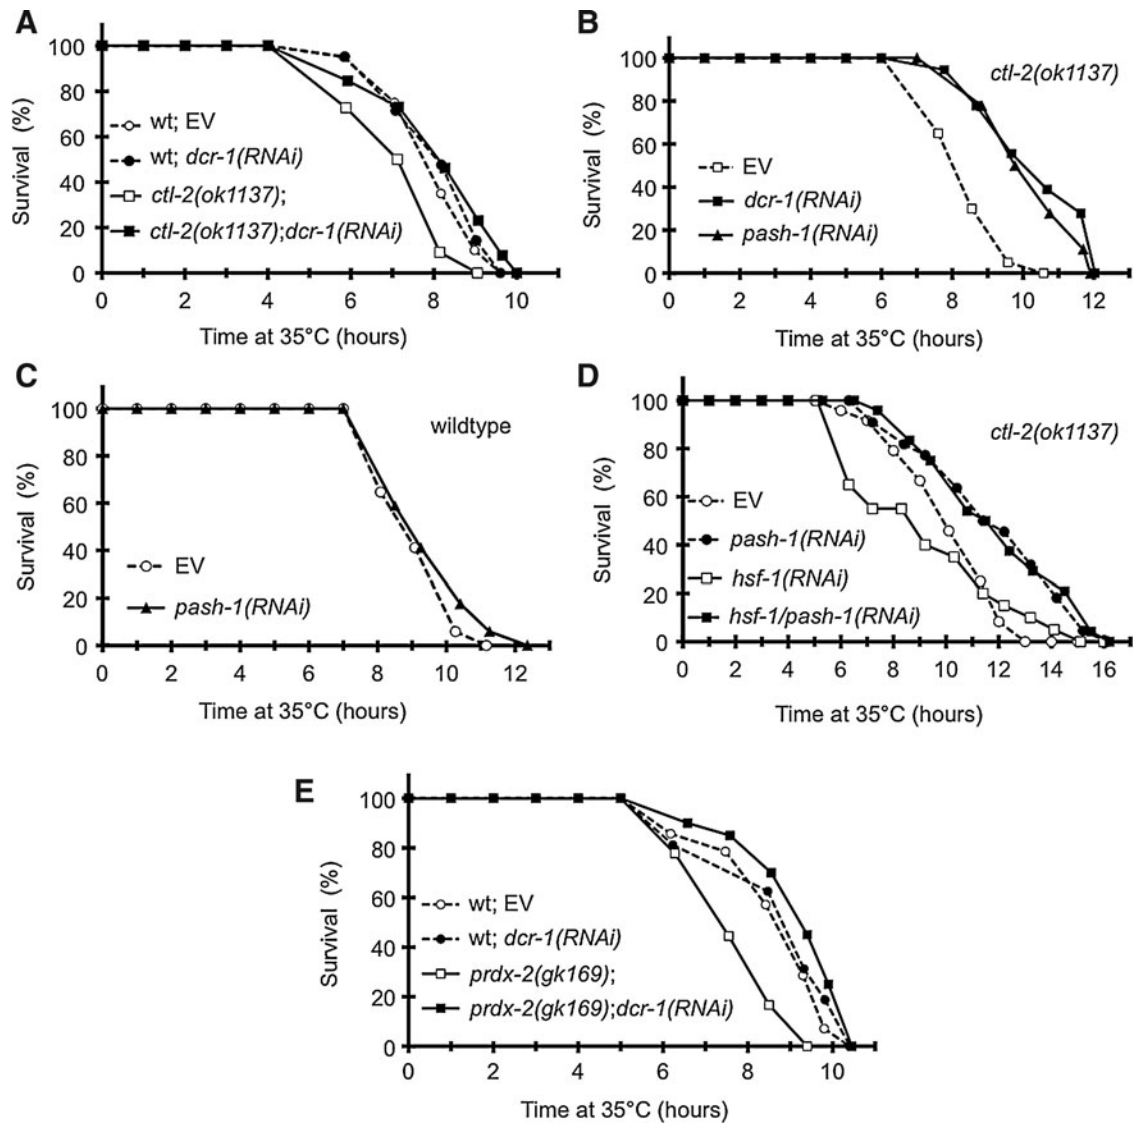 A
Survival (%)
100
80
60
40
20
0
wt; EV
wt; dcr-1(RNAi)
ctl-2(ok1137);
ctl-2(ok1137);dcr-1(RNAi)
0 2 4 6 8 10
Time at 35°C (hours)
B
ctl-2(ok1137)
Survival (%)
100
80
60
40
20
0
EV
dcr-1(RNAi)
pash-1(RNAi)
0 2 4 6 8 10 12
Time at 35°C (hours)
C
wildtype
Survival (%)
100
80
60
40
20
0
EV
pash-1(RNAi)
0 2 4 6 8 10 12
Time at 35°C (hours)
D
ctl-2(ok1137)
Survival (%)
100
80
60
40
20
0
EV
pash-1(RNAi)
hsf-1(RNAi)
hsf-1/pash-1(RNAi)
0 2 4 6 8 10 12 14 16
Time at 35°C (hours)
E
Survival (%)
100
80
60
40
20
0
wt; EV
wt; dcr-1(RNAi)
prdx-2(gk169);
prdx-2(gk169);dcr-1(RNAi)
0 2 4 6 8 10
Time at 35°C (hours)